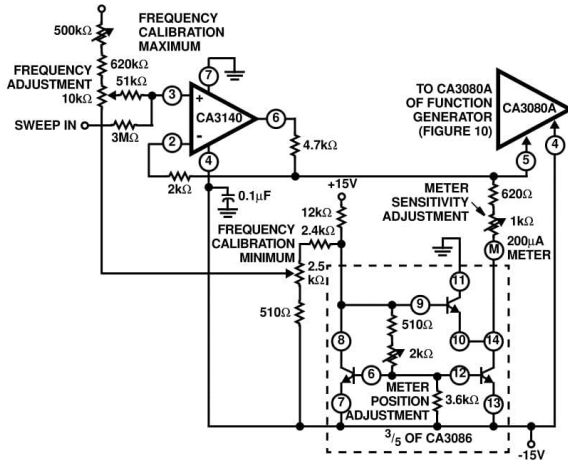 FREQUENCY
CALIBRATION
MAXIMUM
500kΩ
620kΩ
FREQUENCY
ADJUSTMENT
51kΩ
10kΩ
SWEEP IN
3MΩ
7
3
+
CA3140
6
2
-
4
4.7kΩ
2kΩ
0.1μF
TO CA3080A
OF FUNCTION
GENERATOR
(FIGURE 10)
CA3080A
4
5
+15V
METER
SENSITIVITY
ADJUSTMENT
620Ω
1kΩ
12kΩ
2.4kΩ
FREQUENCY
CALIBRATION
MINIMUM
M
200μA
METER
2.5
kΩ
510Ω
11
9
510Ω
8
10
14
2kΩ
6
12
7
METER
POSITION
ADJUSTMENT
3.6kΩ
13
3/5 OF CA3086
-15V